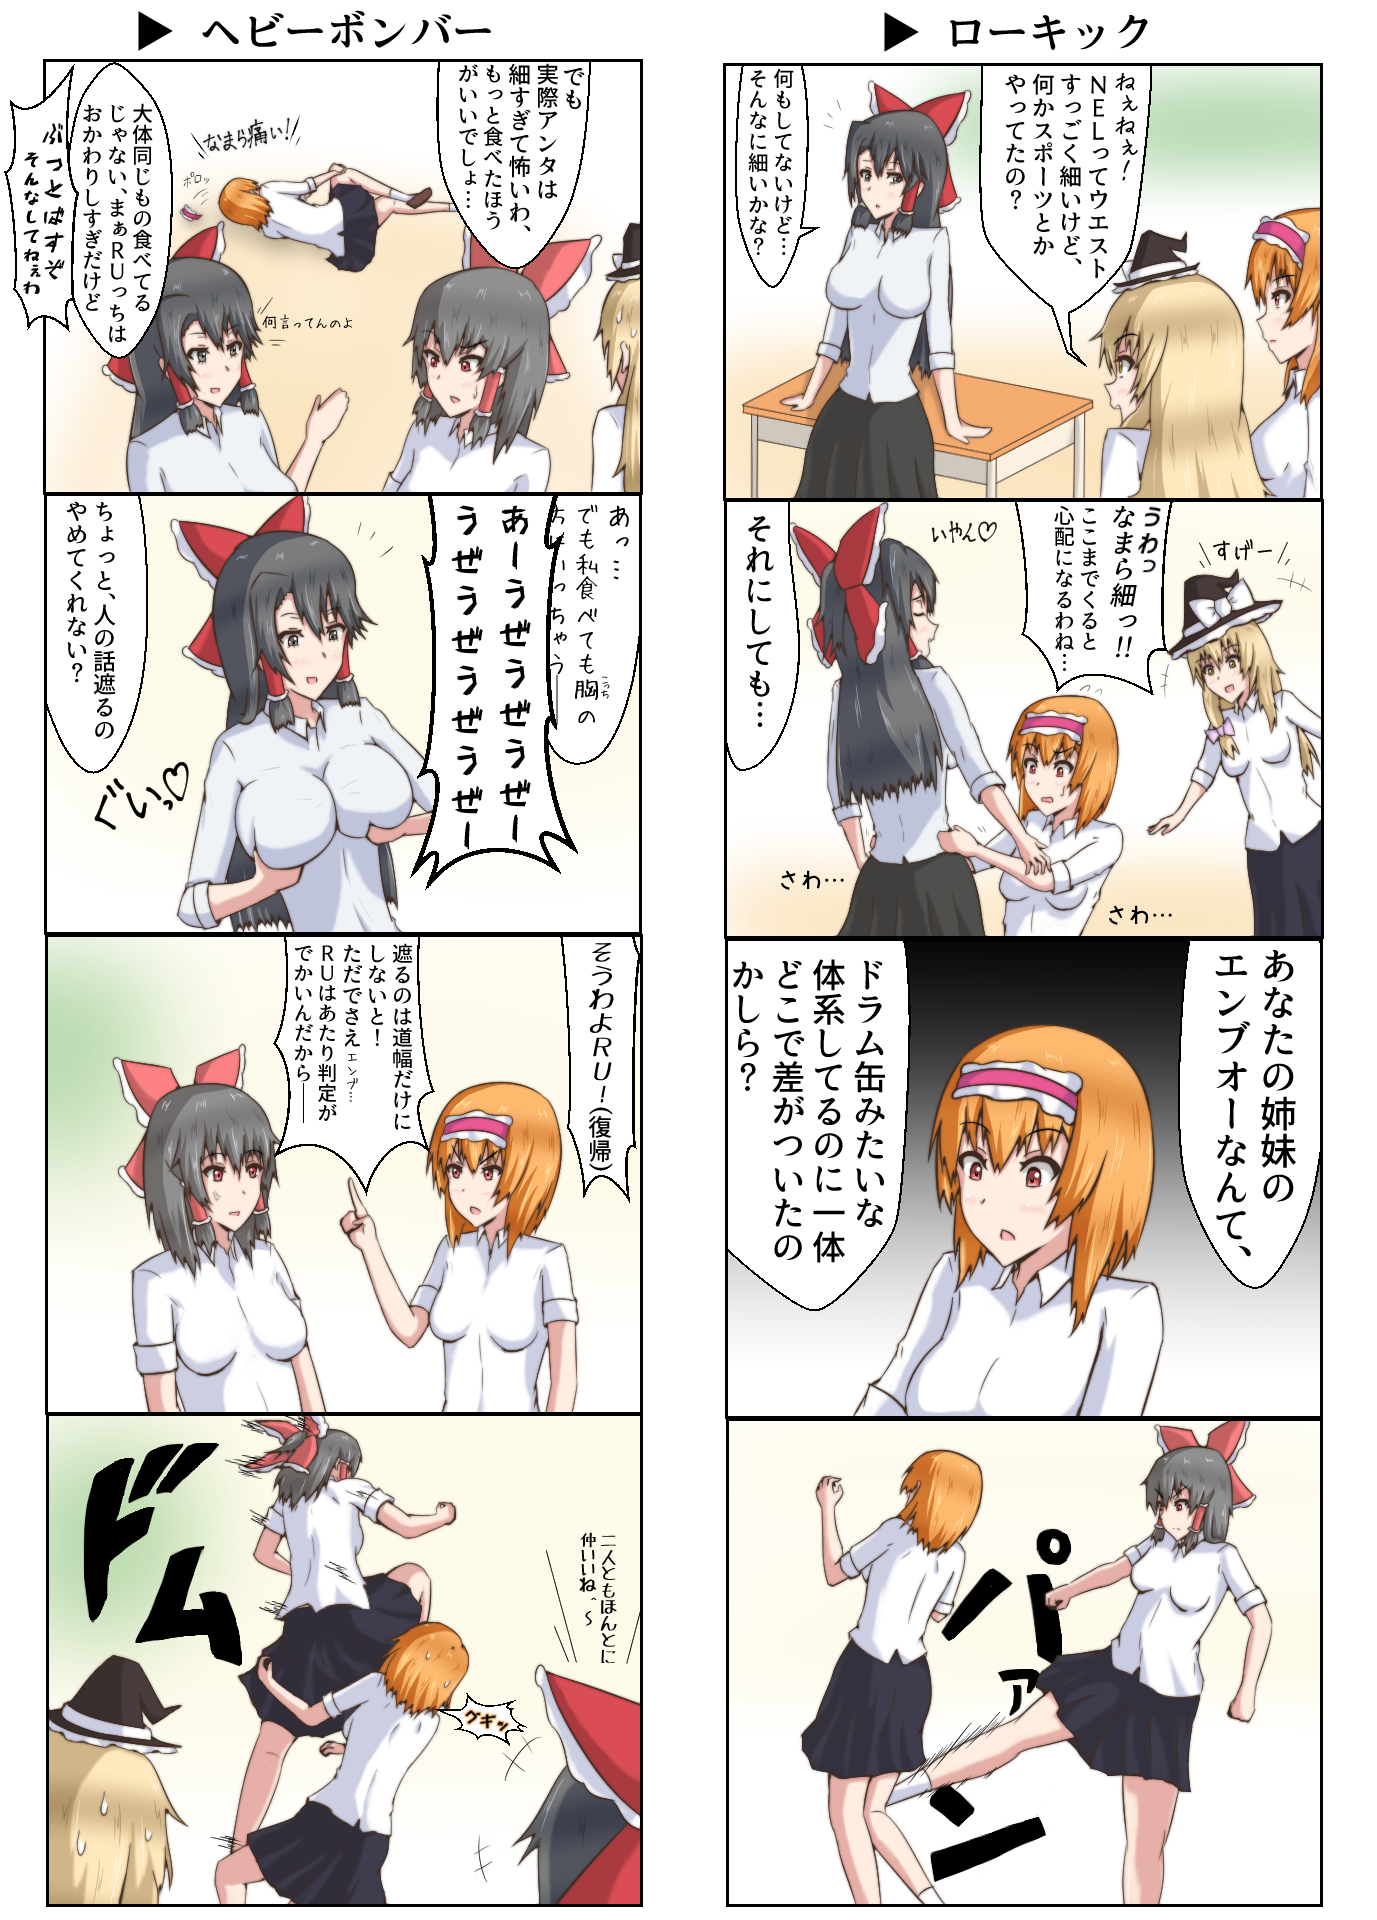 ▶ ローキック
ねぇねぇ!
NELってウエスト
すっごく細いけど、
何かスポーツとか
やってたの?
何もしてないけど…
そんなに細いかな?
\すげー/
うわっ
なまら細っ!!
ここまでくると
心配になるわね…
いやん♡
それにしても…
さわ…
さわ…
あなたの姉妹の
エンブオーなんて、
ドラム缶みたいな
体系してるのに一体
どこで差がついたの
かしら?
パァーン
▶ ヘビーボンバー
でも
実際アンタは
細すぎて怖いわ、
もっと食べたほう
がいいでしょ…
\なまら痛い!/
ポロッ
大体同じもの食べてる
じゃない、まぁRUっちは
おかわりしすぎだけど
ぶっとばすぞ
そんなしてねぇわ
何言ってんのよ
あっ…
でも私食べても胸の
こっち
ほういっちゃう—
あーうぜうぜうぜー
うぜうぜうぜうぜー
ちょっと、人の話遮るの
やめてくれない?
ぐいっ♡
そうわよRU!(復帰)
遮るのは道幅だけに
しないと!
ただでさえエンブ…
RUはあたり判定が
でかいんだから——
ドム
二人ともほんとに
仲いいね^~
グギッ